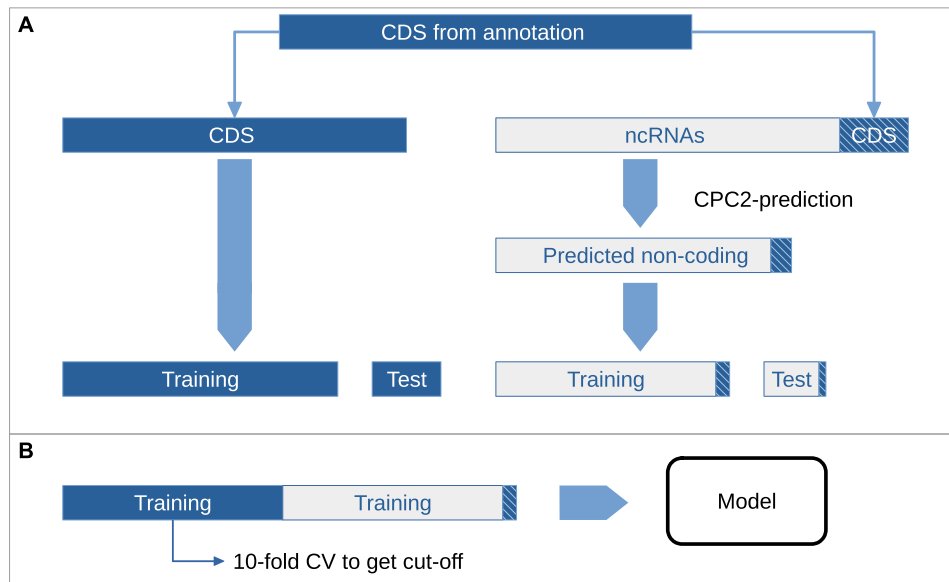 A
CDS from annotation
CDS
ncRNAs
CDS
CPC2-prediction
Predicted non-coding
Training
Test
Training
Test
B
Training
Training
Model
10-fold CV to get cut-off